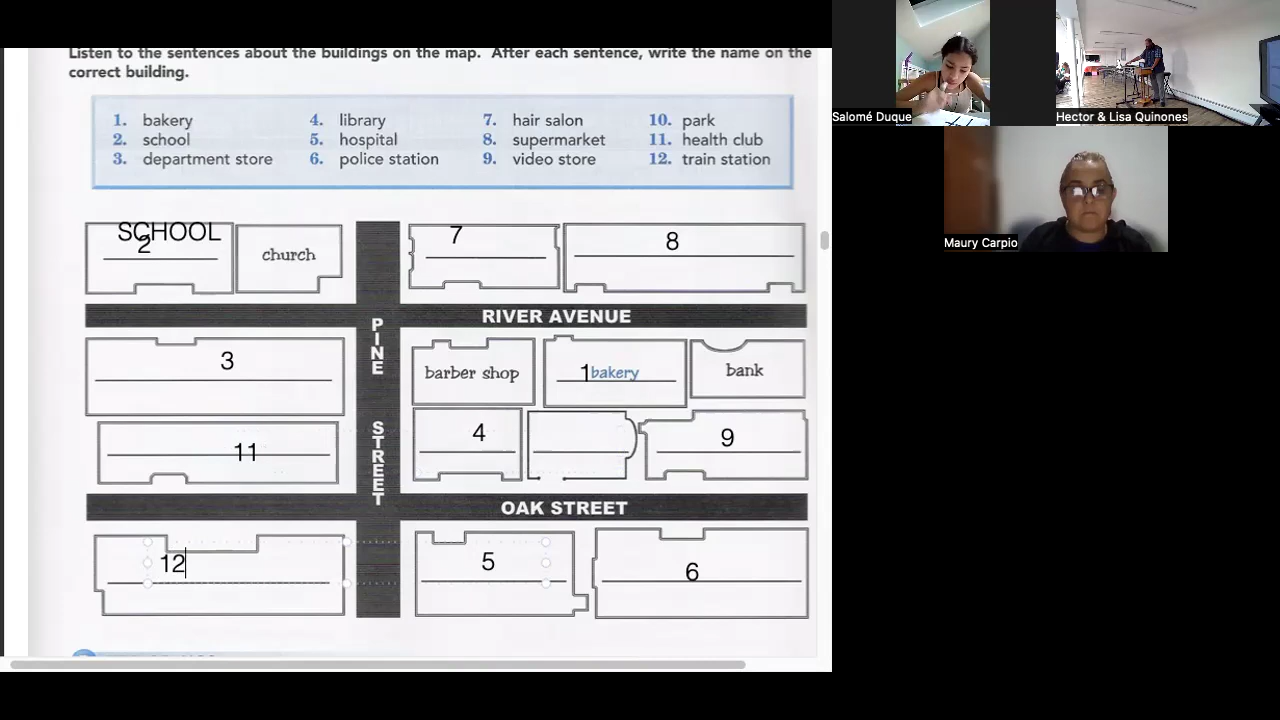 Listen to the sentences about the buildings on the map. After each sentence, write the name on the
correct building.
1. bakery
2. school
3. department store
4. library
5. hospital
6. police station
7. hair salon
8. supermarket
9. video store
10. park
11. health club
12. train station
SCHOOL
2
church
7
8
RIVER AVENUE
PINE STREET
3
barber shop
1 bakery
bank
11
4
9
OAK STREET
12
5
6
Salomé Duque
Hector & Lisa Quinones
Maury Carpio